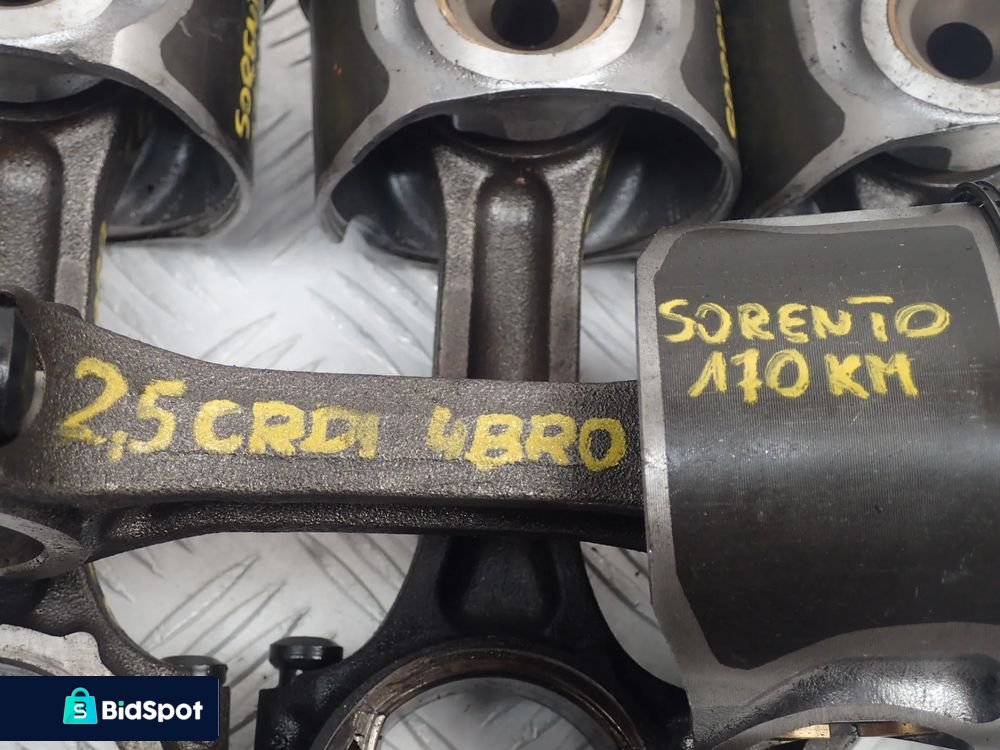 SORENTO
170 KM
2,5 CRDI 4BRO
BidSpot